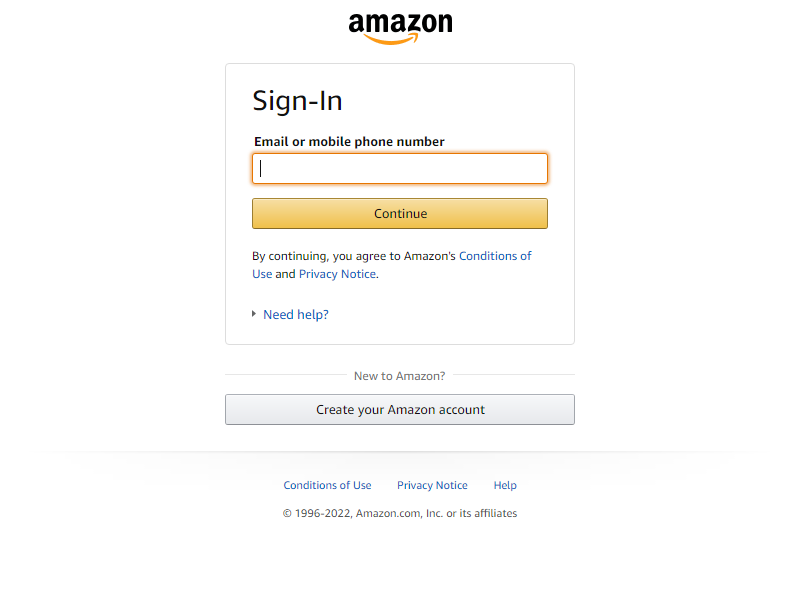 amazon
Sign-In
Email or mobile phone number
Continue
By continuing, you agree to Amazon's Conditions of
Use and Privacy Notice.
Need help?
New to Amazon?
Create your Amazon account
Conditions of Use Privacy Notice Help
© 1996-2022, Amazon.com, Inc. or its affiliates